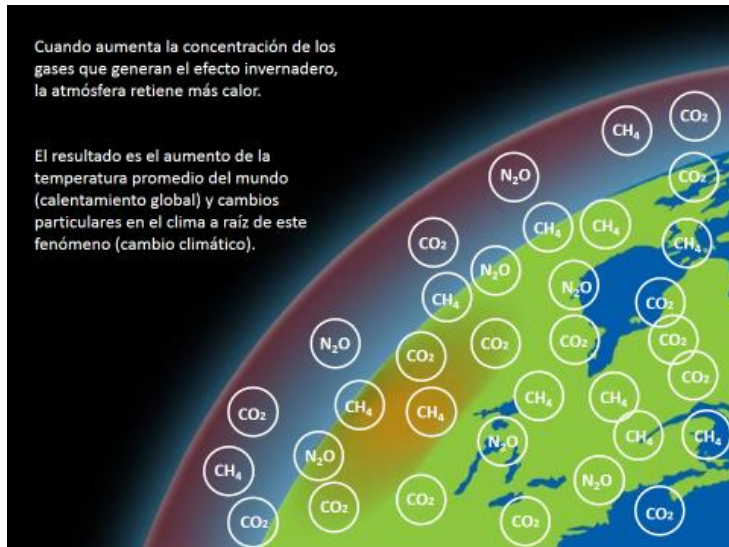 Cuando aumenta la concentración de los
gases que generan el efecto invernadero,
la atmósfera retiene más calor.
El resultado es el aumento de la
temperatura promedio del mundo
(calentamiento global) y cambios
particulares en el clima a raíz de este
fenómeno (cambio climático).
CO₂
CH₄
N₂O
CO₂
CH₄
CH₄
CO₂
CH₄
N₂O
CH₄
N₂O
CO₂
N₂O
CO₂
CO₂
CO₂
CO₂
CO₂
CO₂
CH₄
CH₄
CH₄
CH₄
N₂O
CH₄
CH₄
N₂O
CH₄
N₂O
CO₂
CO₂
CO₂
CO₂
CO₂